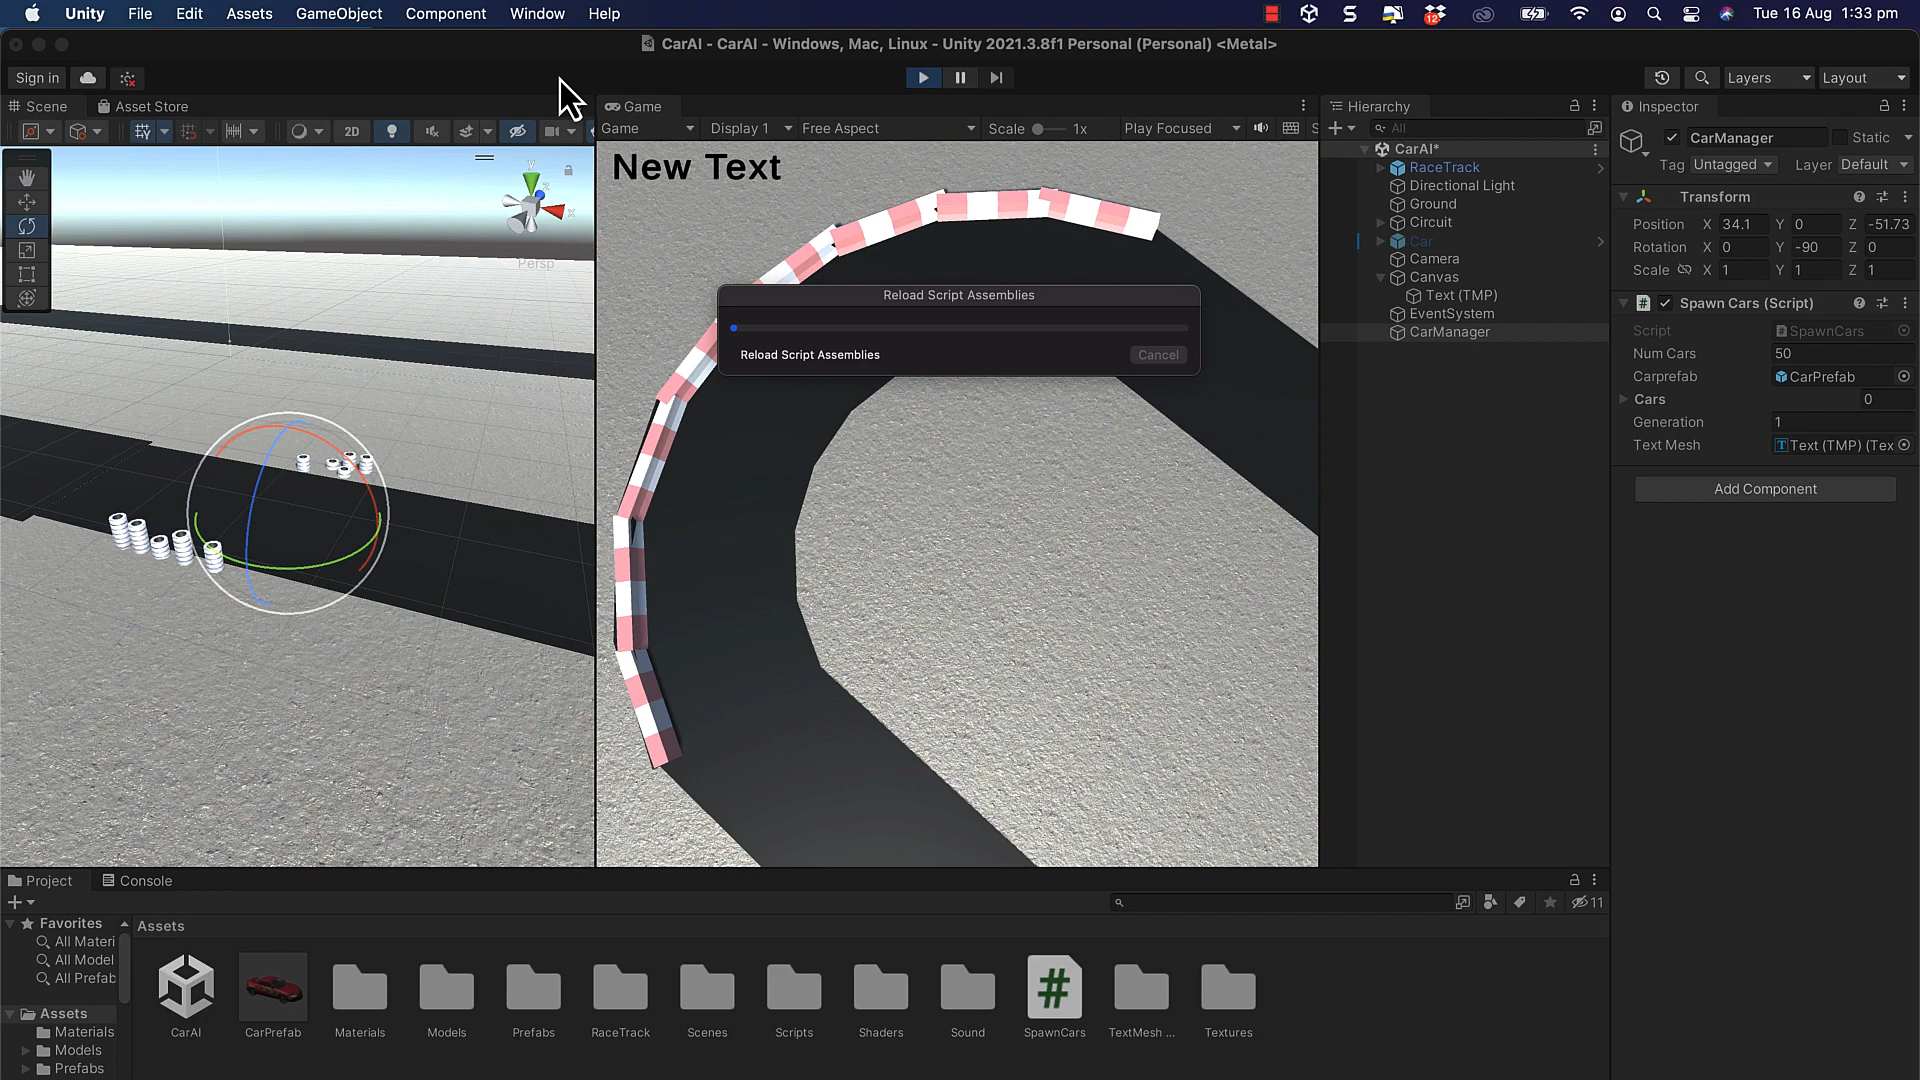 Unity File Edit Assets GameObject Component Window Help
12
Tue 16 Aug 1:33 pm
CarAI - CarAI - Windows, Mac, Linux - Unity 2021.3.8f1 Personal (Personal) <Metal>
Sign in
Layers
Layout
Scene
Asset Store
Game
Hierarchy
Inspector
2D
Game
Display 1
Free Aspect
Scale
1x
Play Focused
S
All
CarManager
Static
CarAI*
Tag Untagged
Layer Default
New Text
RaceTrack
Directional Light
Ground
Circuit
Car
Camera
Canvas
Text (TMP)
EventSystem
CarManager
y
x
z
Persp
Transform
Position X 34.1 Y 0 Z -51.73
Rotation X 0 Y -90 Z 0
Scale X 1 Y 1 Z 1
Spawn Cars (Script)
Script SpawnCars
Num Cars 50
Carprefab CarPrefab
Cars 0
Generation 1
Text Mesh Text (TMP) (Tex
Add Component
Reload Script Assemblies
Reload Script Assemblies
Cancel
Project
Console
11
Favorites
All Materi
All Model
All Prefab
Assets
Materials
Models
Prefabs
Assets
CarAI
CarPrefab
Materials
Models
Prefabs
RaceTrack
Scenes
Scripts
Shaders
Sound
SpawnCars
TextMesh ...
Textures